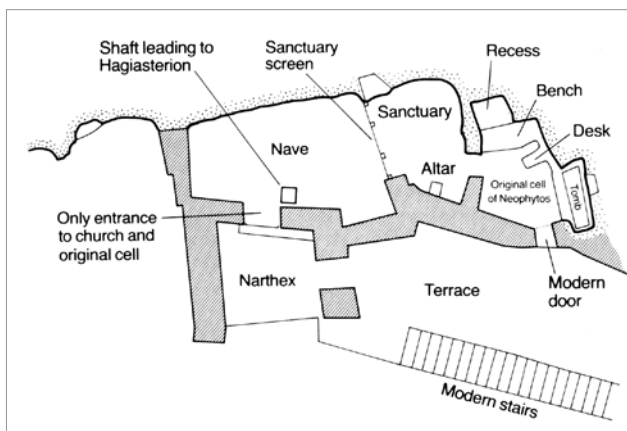 Shaft leading to
Hagiasterion
Sanctuary
screen
Recess
Bench
Desk
Sanctuary
Nave
Altar
Original cell
of Neophytos
Tomb
Only entrance
to church and
original cell
Narthex
Terrace
Modern
door
Modern stairs